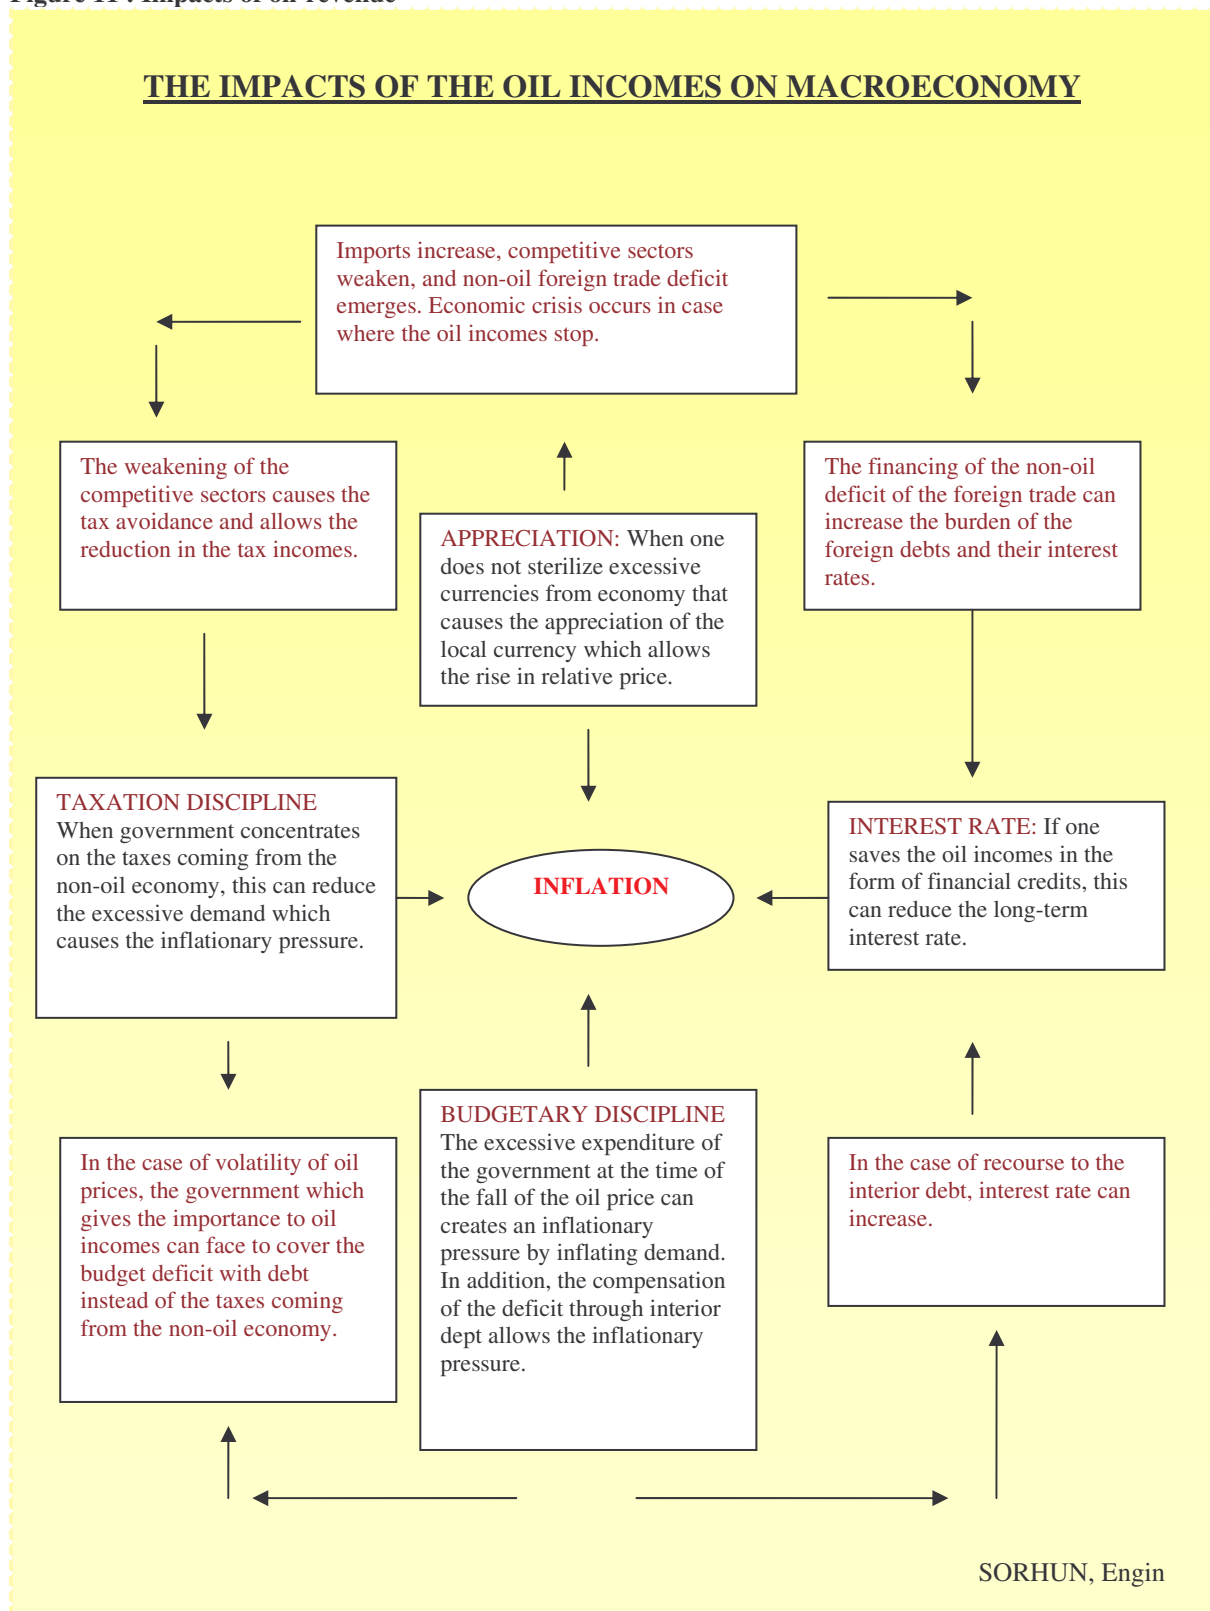 Figure 11 : Impacts of oil revenue
THE IMPACTS OF THE OIL INCOMES ON MACROECONOMY
Imports increase, competitive sectors
weaken, and non-oil foreign trade deficit
emerges. Economic crisis occurs in case
where the oil incomes stop.
The weakening of the
competitive sectors causes the
tax avoidance and allows the
reduction in the tax incomes.
APPRECIATION: When one
does not sterilize excessive
currencies from economy that
causes the appreciation of the
local currency which allows
the rise in relative price.
The financing of the non-oil
deficit of the foreign trade can
increase the burden of the
foreign debts and their interest
rates.
TAXATION DISCIPLINE
When government concentrates
on the taxes coming from the
non-oil economy, this can reduce
the excessive demand which
causes the inflationary pressure.
INFLATION
INTEREST RATE: If one
saves the oil incomes in the
form of financial credits, this
can reduce the long-term
interest rate.
In the case of volatility of oil
prices, the government which
gives the importance to oil
incomes can face to cover the
budget deficit with debt
instead of the taxes coming
from the non-oil economy.
BUDGETARY DISCIPLINE
The excessive expenditure of
the government at the time of
the fall of the oil price can
creates an inflationary
pressure by inflating demand.
In addition, the compensation
of the deficit through interior
dept allows the inflationary
pressure.
In the case of recourse to the
interior debt, interest rate can
increase.
SORHUN, Engin